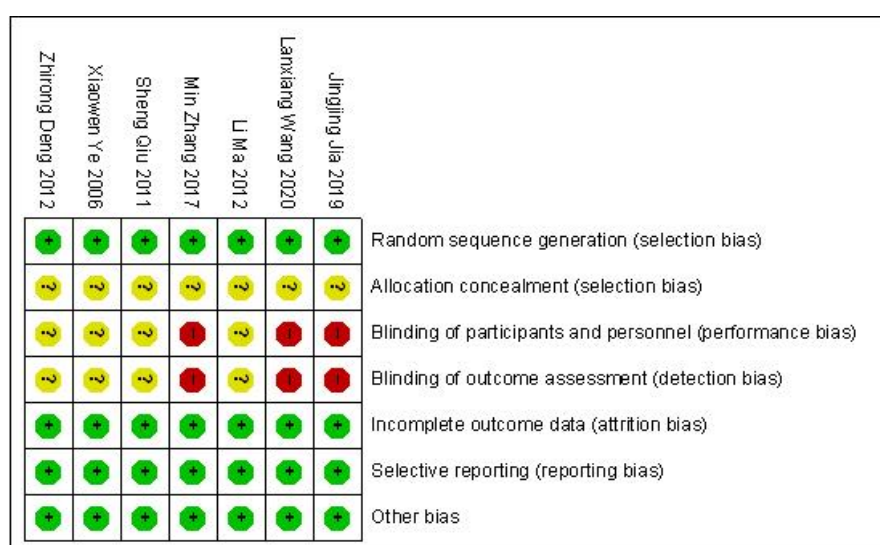 Zhirong Deng 2012
Xiaowen Ye 2006
Sheng Qiu 2011
Min Zhang 2017
Li Ma 2012
Lanxiang Wang 2020
Jingjing Jia 2019
+ + + + + + + Random sequence generation (selection bias)
? ? ? ? ? ? ? Allocation concealment (selection bias)
? ? ? - ? - - Blinding of participants and personnel (performance bias)
? ? ? - ? - - Blinding of outcome assessment (detection bias)
+ + + + + + + Incomplete outcome data (attrition bias)
+ + + + + + + Selective reporting (reporting bias)
+ + + + + + + Other bias